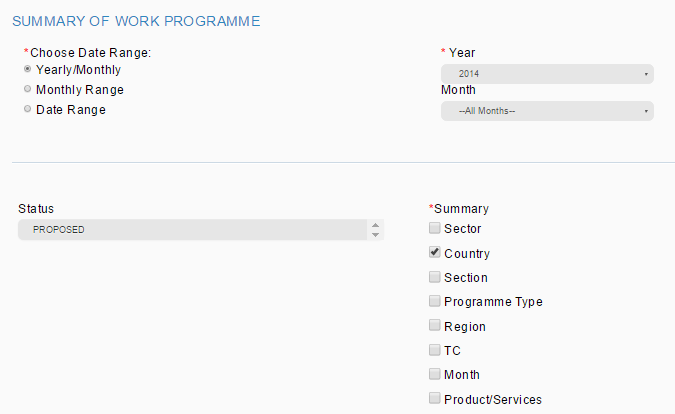 SUMMARY OF WORK PROGRAMME
*Choose Date Range:
Yearly/Monthly
Monthly Range
Date Range
* Year
2014
Month
--All Months--
Status
PROPOSED
*Summary
Sector
Country
Section
Programme Type
Region
TC
Month
Product/Services